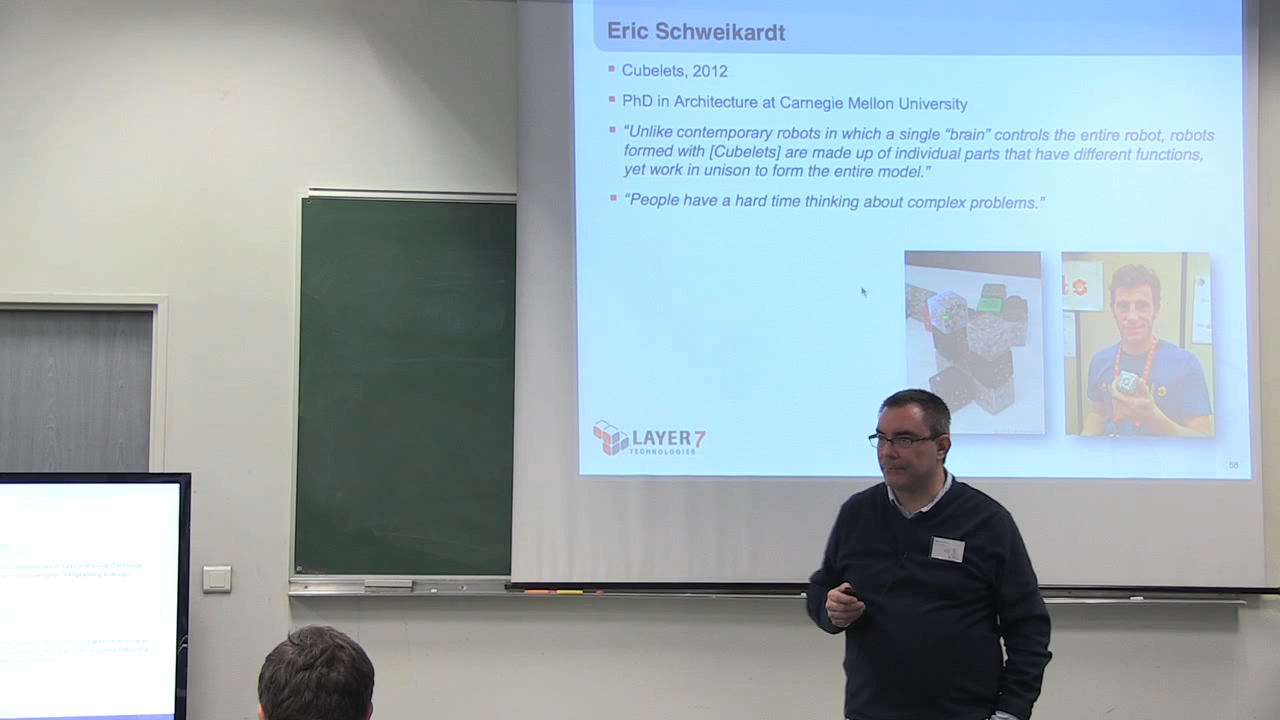 Eric Schweikardt
Cubelets, 2012
PhD in Architecture at Carnegie Mellon University
“Unlike contemporary robots in which a single “brain” controls the entire robot, robots
formed with [Cubelets] are made up of individual parts that have different functions,
yet work in unison to form the entire model.”
“People have a hard time thinking about complex problems.”
LAYER 7
TECHNOLOGIES
58